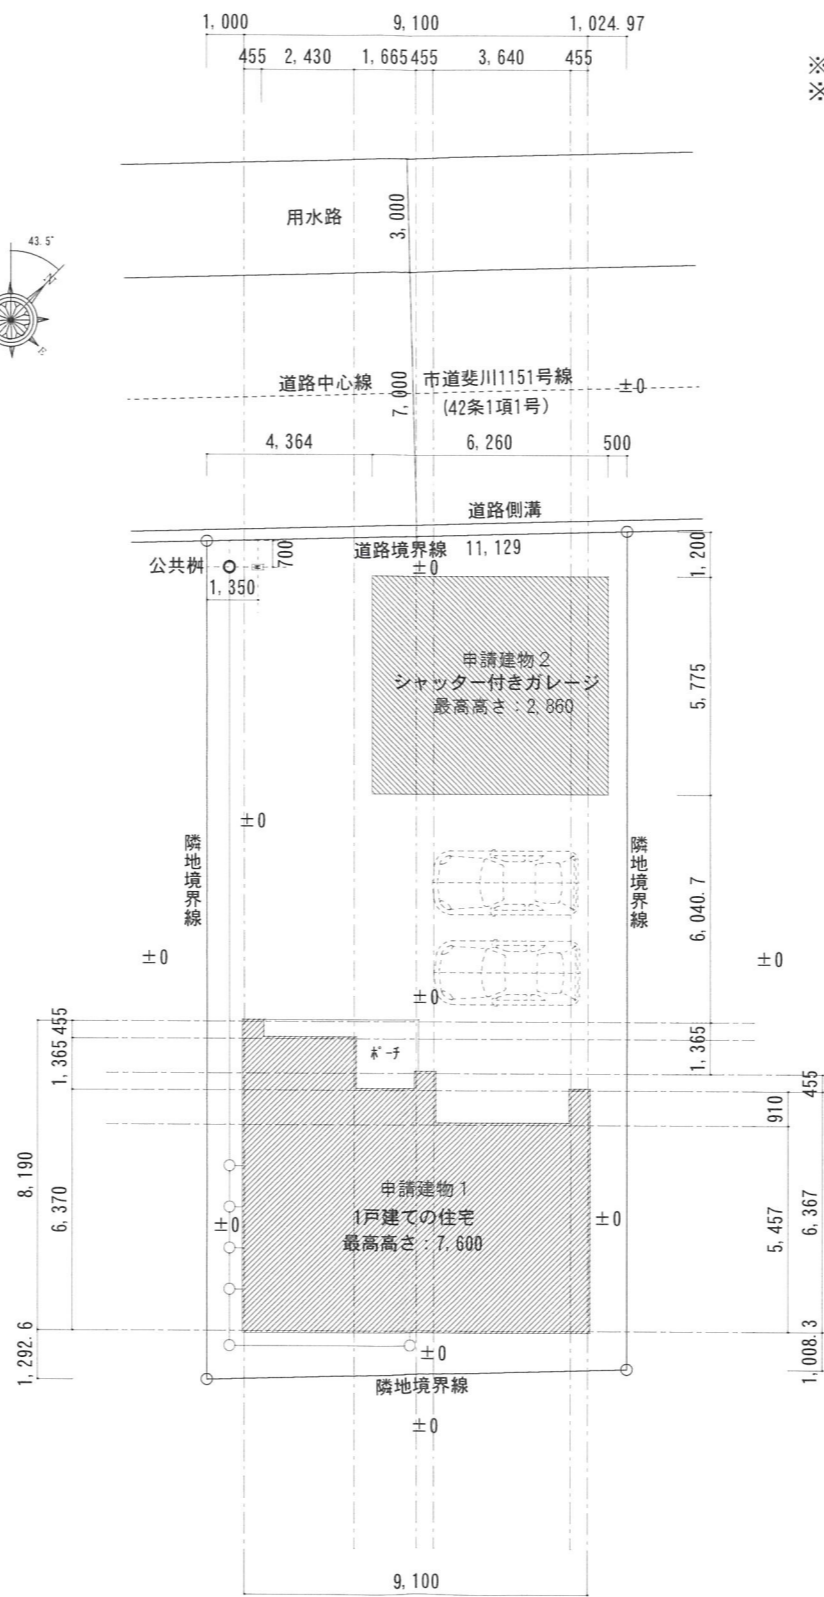 1,000 9,100 1,024.97
455 2,430 1,665 455 3,640 455
※
※
用水路 3,000
43.5°
N
E
道路中心線 7,000 市道斐川1151号線 ±0
(42条1項1号)
4,364 6,260 500
道路側溝
道路境界線 11,129
公共桝 700 ±0 1,200
1,350
申請建物2
シャッター付きガレージ
最高高さ:2,860
5,775
±0
隣地境界線
隣地境界線
6,040.7
±0 ±0 ±0
455
1,365
ポーチ
1,365
455
910
8,190
6,370
申請建物1
1戸建ての住宅
最高高さ:7,600
±0 ±0
5,457
6,367
1,292.6
±0
1,008.3
隣地境界線
±0
9,100